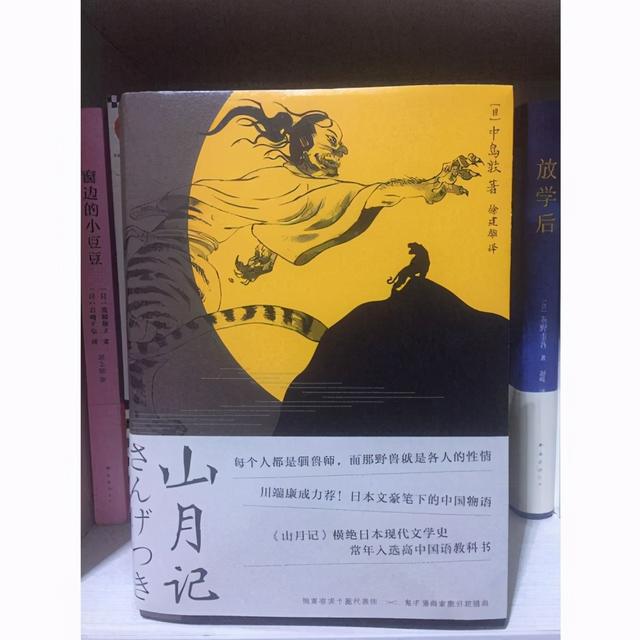 [日]中岛敦 著
徐建雄 译
每个人都是驯兽师，而那野兽就是各人的性情
川端康成力荐！日本文豪笔下的中国物语
《山月记》横绝日本现代文学史
常年入选高中国语教科书
山月记
さんげつき
窗边的小豆豆
放学后